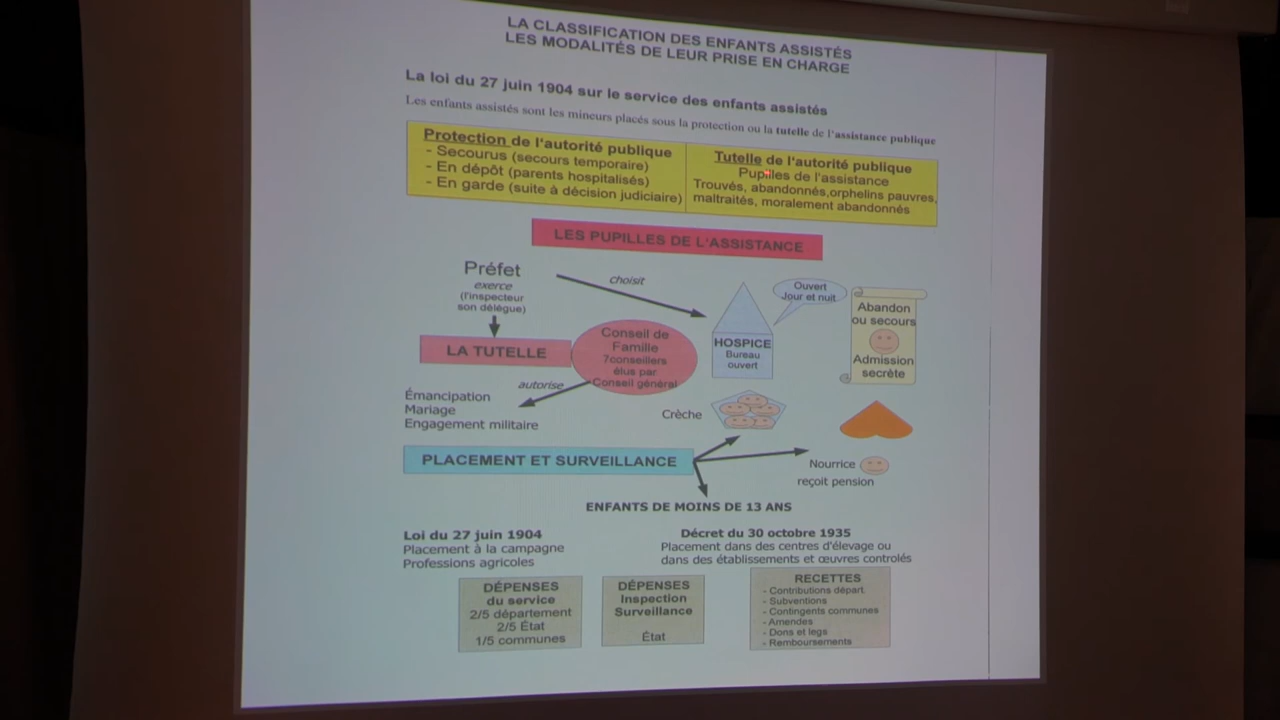 LA CLASSIFICATION DES ENFANTS ASSISTÉS
LES MODALITÉS DE LEUR PRISE EN CHARGE
La loi du 27 juin 1904 sur le service des enfants assistés
Les enfants assistés sont les mineurs placés sous la protection ou la tutelle de l'assistance publique
Protection de l'autorité publique
- Secourus (secours temporaire)
- En dépôt (parents hospitalisés)
- En garde (suite à décision judiciaire)
Tutelle de l'autorité publique
Pupilles de l'assistance
Trouvés, abandonnés,orphelins pauvres,
maltraités, moralement abandonnés
LES PUPILLES DE L'ASSISTANCE
Préfet
exerce
(l'inspecteur
son délégue)
choisit
LA TUTELLE
Conseil de
Famille
7conseillers
élus par
Conseil général
autorise
Émancipation
Mariage
Engagement militaire
HOSPICE
Bureau
ouvert
Ouvert
Jour et nuit
Abandon
ou secours
Admission
secrète
Crèche
PLACEMENT ET SURVEILLANCE
Nourrice
reçoit pension
ENFANTS DE MOINS DE 13 ANS
Loi du 27 juin 1904
Placement à la campagne
Professions agricoles
Décret du 30 octobre 1935
Placement dans des centres d'élevage ou
dans des établissements et œuvres controlés
DÉPENSES
du service
2/5 département
2/5 État
1/5 communes
DÉPENSES
Inspection
Surveillance
État
RECETTES
- Contributions départ.
- Subventions
- Contingents communes
- Amendes
- Dons et legs
- Remboursements